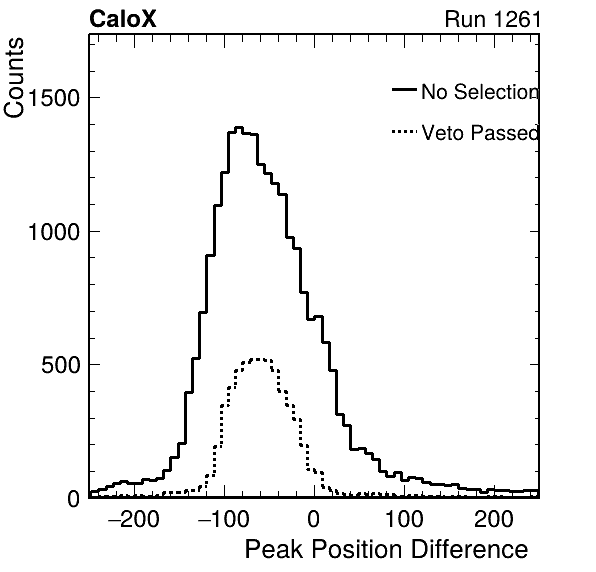 CaloX Run 1261
Counts
1500
1000
500
0
No Selection
Veto Passed
−200 −100 0 100 200
Peak Position Difference